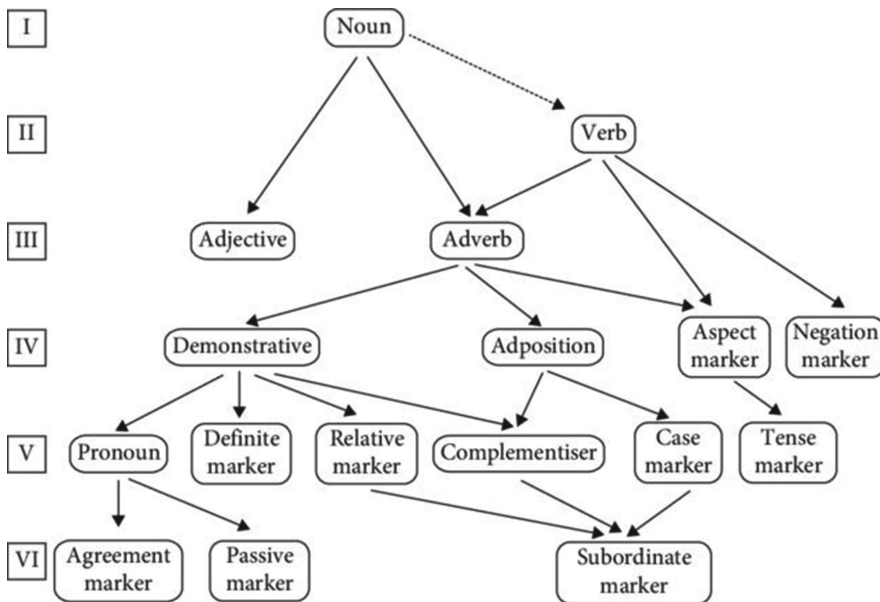 I
Noun
II
Verb
III
Adjective
Adverb
IV
Demonstrative
Adposition
Aspect
marker
Negation
marker
V
Pronoun
Definite
marker
Relative
marker
Complementiser
Case
marker
Tense
marker
VI
Agreement
marker
Passive
marker
Subordinate
marker